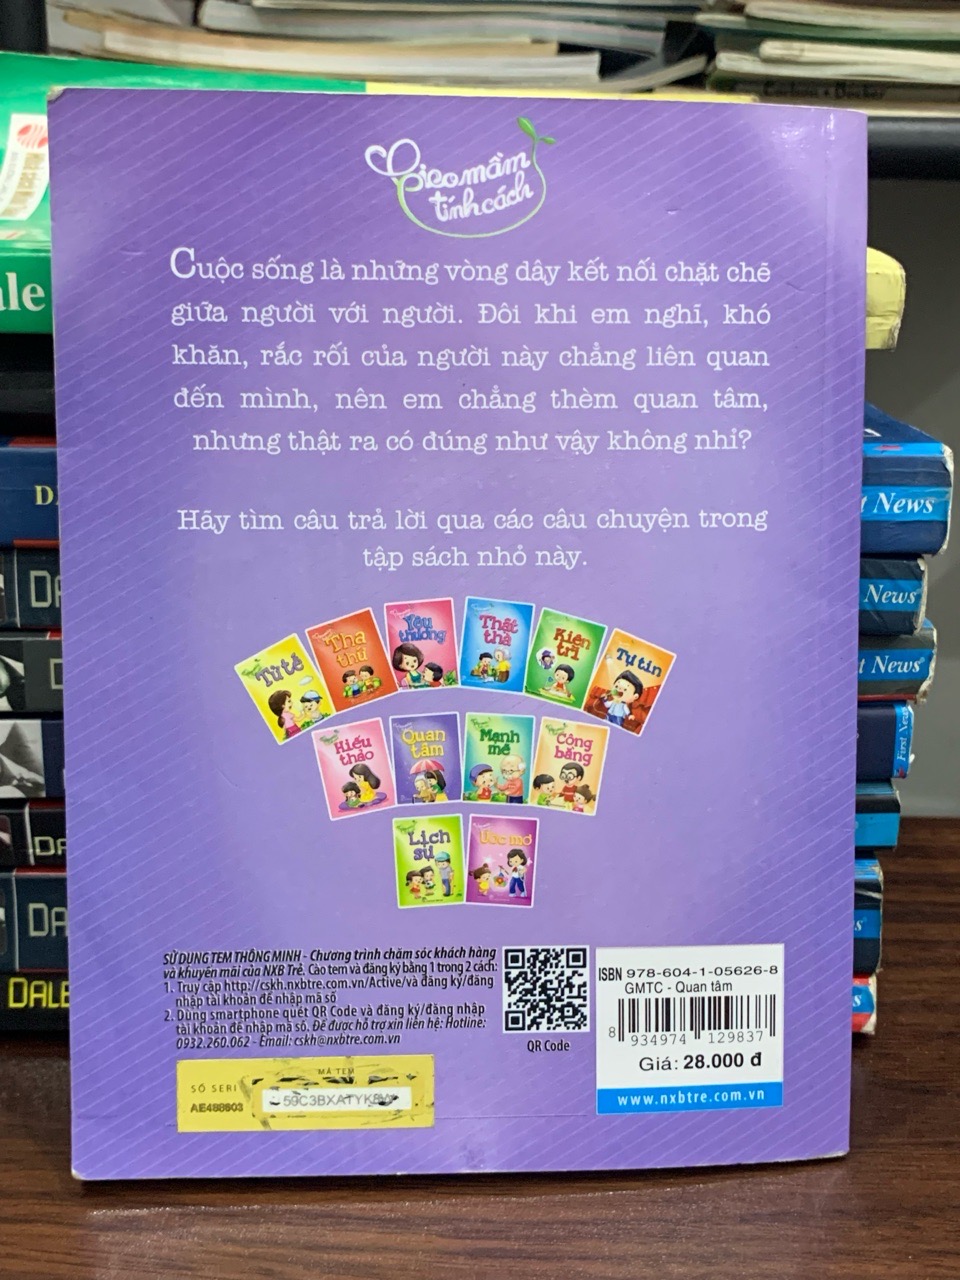 Gieo mầm
tính cách
Cuộc sống là những vòng dây kết nối chặt chẽ
giữa người với người. Đôi khi em nghĩ, khó
khăn, rắc rối của người này chẳng liên quan
đến mình, nên em chẳng thèm quan tâm,
nhưng thật ra có đúng như vậy không nhỉ?
Hãy tìm câu trả lời qua các câu chuyện trong
tập sách nhỏ này.
Tử tế
Tha
thứ
Yêu
thương
Thật
thà
Kiên
trì
Tự tin
Hiếu
thảo
Quan
tâm
Mạnh
mẽ
Công
bằng
Lịch
sự
Ước mơ
SỬ DỤNG TEM THÔNG MINH - Chương trình chăm sóc khách hàng
và khuyến mãi của NXB Trẻ. Cào tem và đăng ký bằng 1 trong 2 cách:
1. Truy cập http://cskh.nxbtre.com.vn/Active/và đăng ký/đăng
nhập tài khoản để nhập mã số
2. Dùng smartphone quét QR Code và đăng ký/đăng nhập
tài khoản để nhập mã số. Để được hỗ trợ xin liên hệ: Hotline:
0932.260.062 - Email: cskh@nxbtre.com.vn
QR Code
MÃ TEM
SỐ SERI
AE488803
ISBN 978-604-1-05626-8
GMTC - Quan tâm
8 934974 129837
Giá: 28.000 đ
www.nxbtre.com.vn
ale
DA
DA
DA
DALE
t News
News
t News
First News